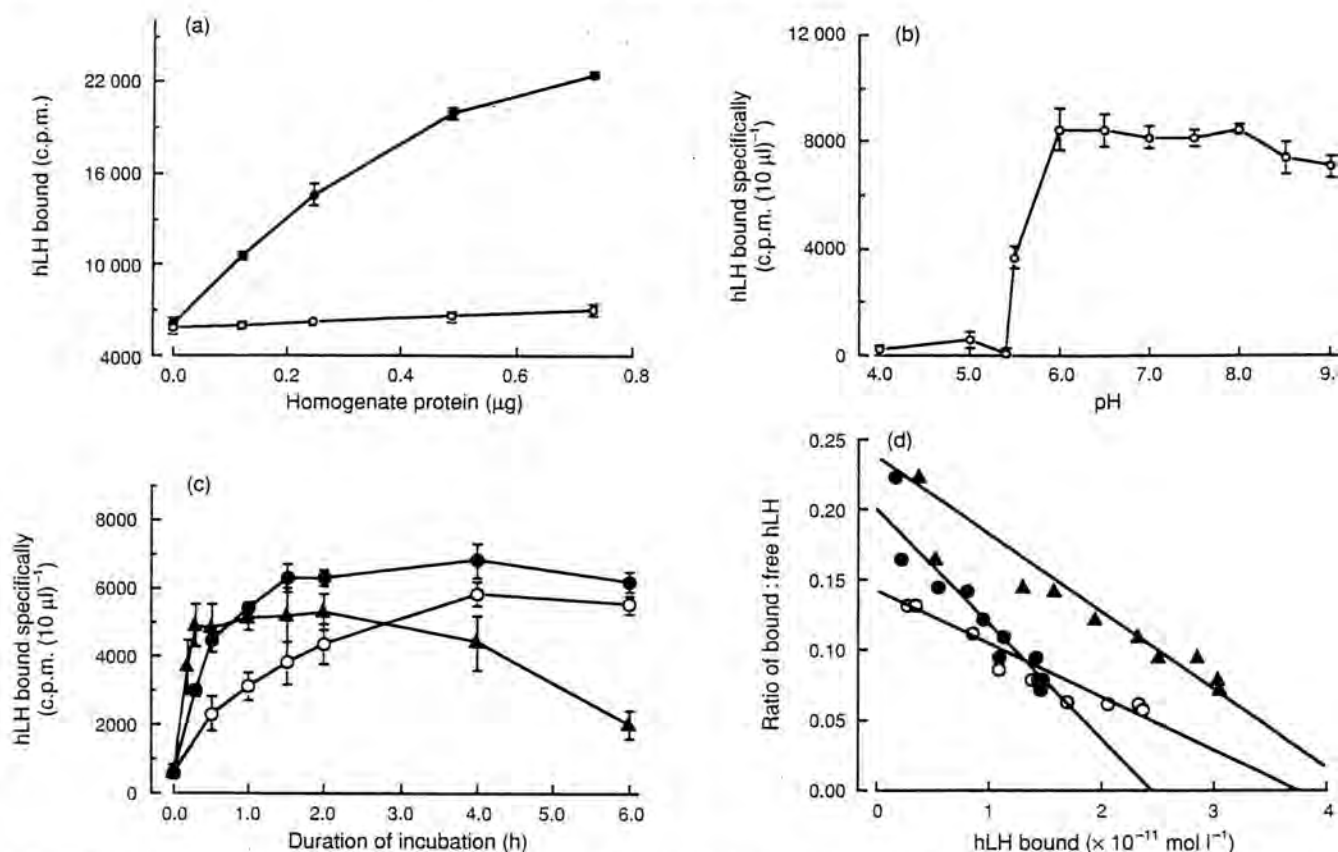 (a)
hLH bound (c.p.m.)
22 000
16 000
10 000
4000
0.0 0.2 0.4 0.6 0.8
Homogenate protein (μg)
(b)
hLH bound specifically
(c.p.m. (10 μl)⁻¹)
12 000
8000
4000
0
4.0 5.0 6.0 7.0 8.0 9.
pH
(c)
hLH bound specifically
(c.p.m. (10 μl)⁻¹)
8000
6000
4000
2000
0
0.0 1.0 2.0 3.0 4.0 5.0 6.0
Duration of incubation (h)
(d)
Ratio of bound : free hLH
0.25
0.20
0.15
0.10
0.05
0.00
0 1 2 3 4
hLH bound (× 10⁻¹¹ mol l⁻¹)